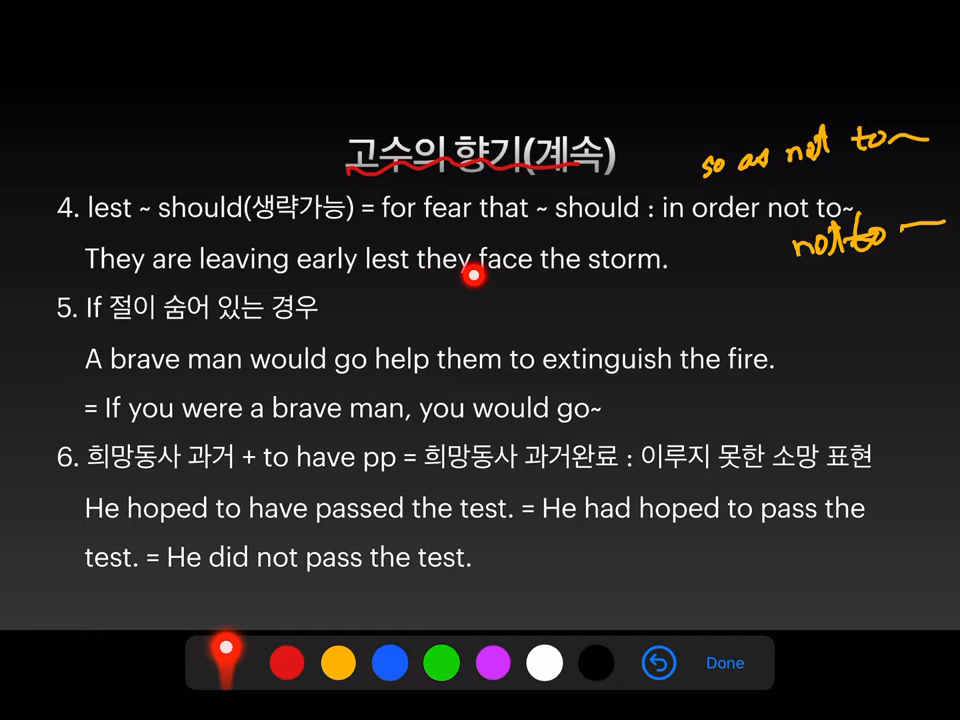 고수의 향기(계속)
so as not to~
4. lest ~ should(생략가능) = for fear that ~ should : in order not to~
not to ~
They are leaving early lest they face the storm.
5. If 절이 숨어 있는 경우
A brave man would go help them to extinguish the fire.
= If you were a brave man, you would go~
6. 희망동사 과거 + to have pp = 희망동사 과거완료 : 이루지 못한 소망 표현
He hoped to have passed the test. = He had hoped to pass the
test. = He did not pass the test.
Done